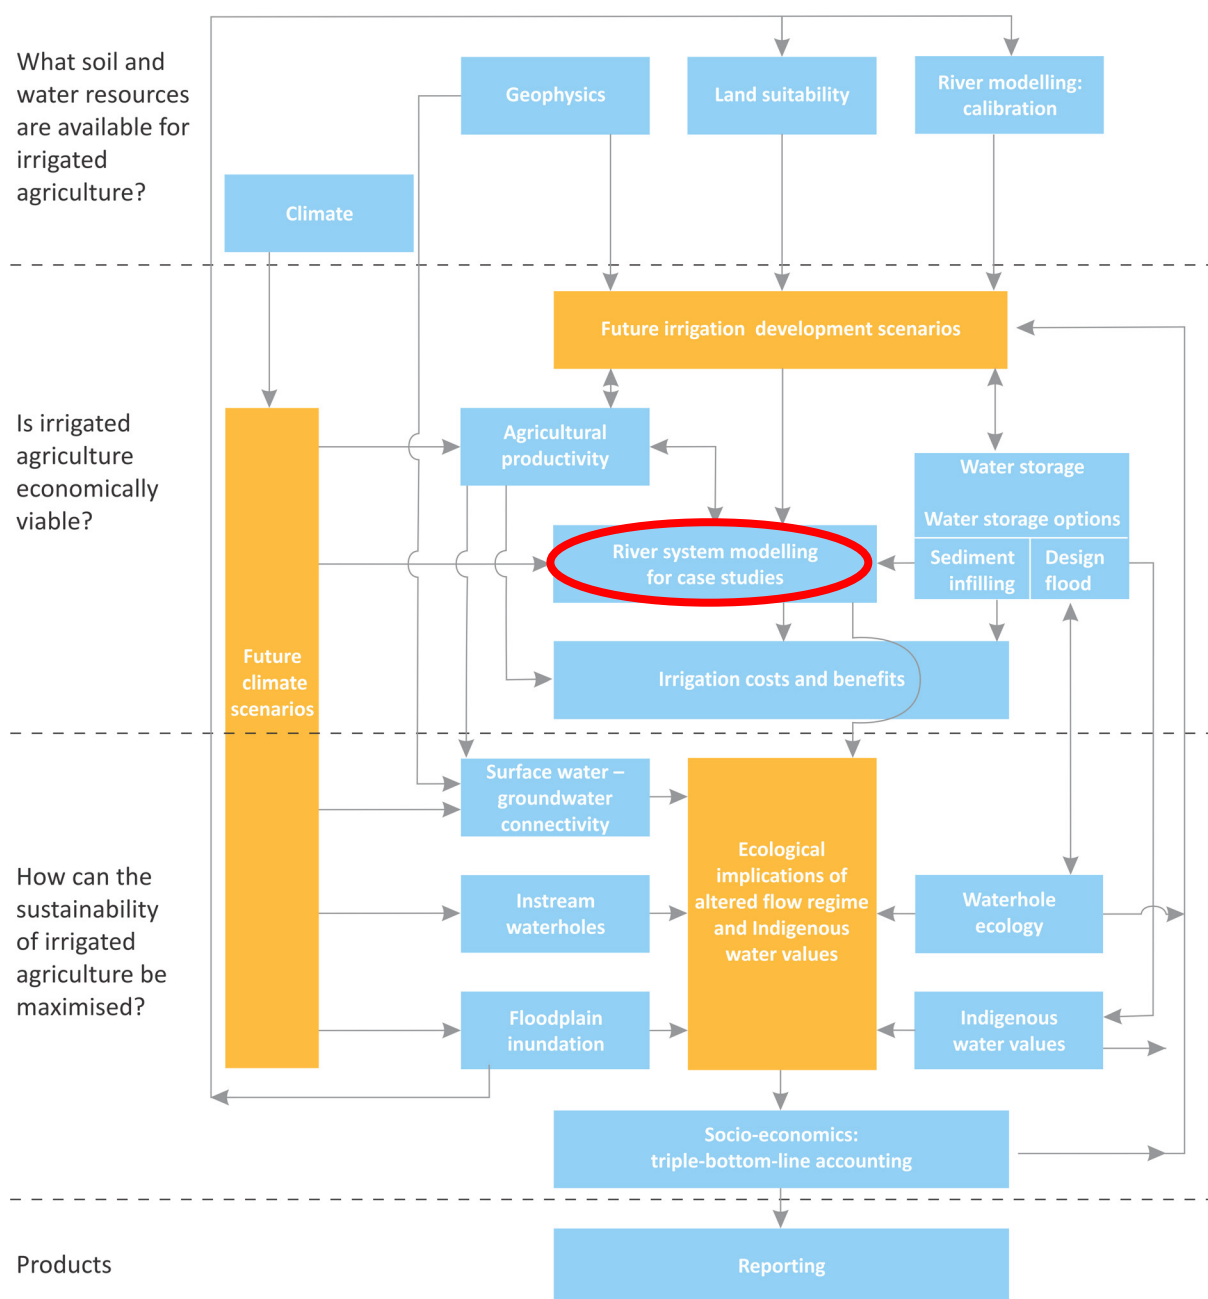 What soil and
water resources
are available for
irrigated
agriculture?
Geophysics
Land suitability
River modelling:
calibration
Climate
Is irrigated
agriculture
economically
viable?
Future irrigation development scenarios
Agricultural
productivity
Water storage
Water storage options
Sediment
infilling
Design
flood
River system modelling
for case studies
Future
climate
scenarios
Irrigation costs and benefits
How can the
sustainability
of irrigated
agriculture be
maximised?
Surface water –
groundwater
connectivity
Ecological
implications of
altered flow regime
and Indigenous
water values
Instream
waterholes
Waterhole
ecology
Floodplain
inundation
Indigenous
water values
Socio-economics:
triple-bottom-line accounting
Products
Reporting